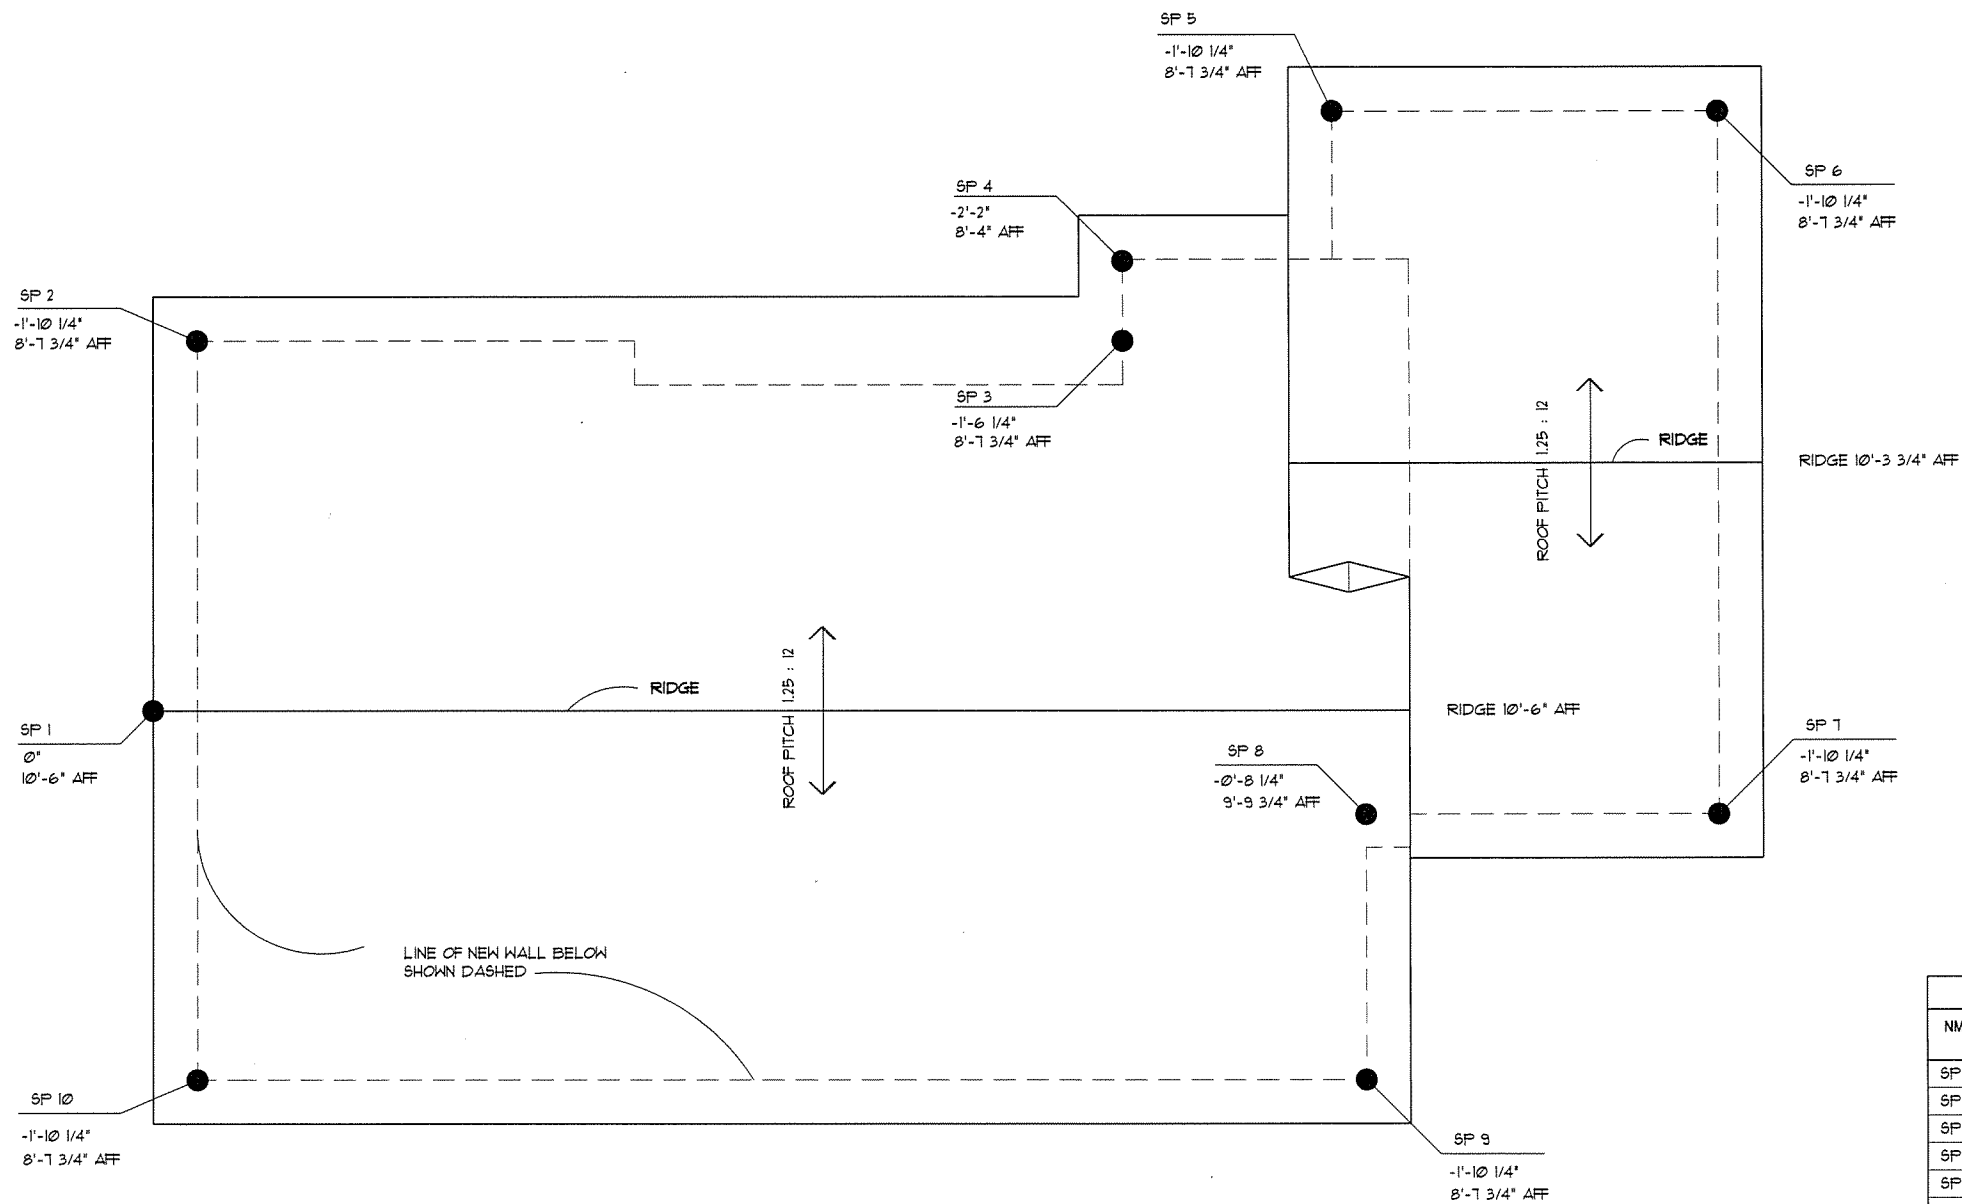 SP 5
-1'-10 1/4"
8'-7 3/4" AFF
SP 4
-2'-2"
8'-4" AFF
SP 6
-1'-10 1/4"
8'-7 3/4" AFF
SP 2
-1'-10 1/4"
8'-7 3/4" AFF
SP 3
-1'-6 1/4"
8'-7 3/4" AFF
ROOF PITCH 1.25 : 12
RIDGE
RIDGE 10'-3 3/4" AFF
RIDGE
ROOF PITCH 1.25 : 12
RIDGE 10'-6" AFF
SP 1
0"
10'-6" AFF
SP 8
-0'-8 1/4"
9'-9 3/4" AFF
SP 7
-1'-10 1/4"
8'-7 3/4" AFF
LINE OF NEW WALL BELOW
SHOWN DASHED
SP 10
-1'-10 1/4"
8'-7 3/4" AFF
SP 9
-1'-10 1/4"
8'-7 3/4" AFF
SP
SP
SP
SP
SP